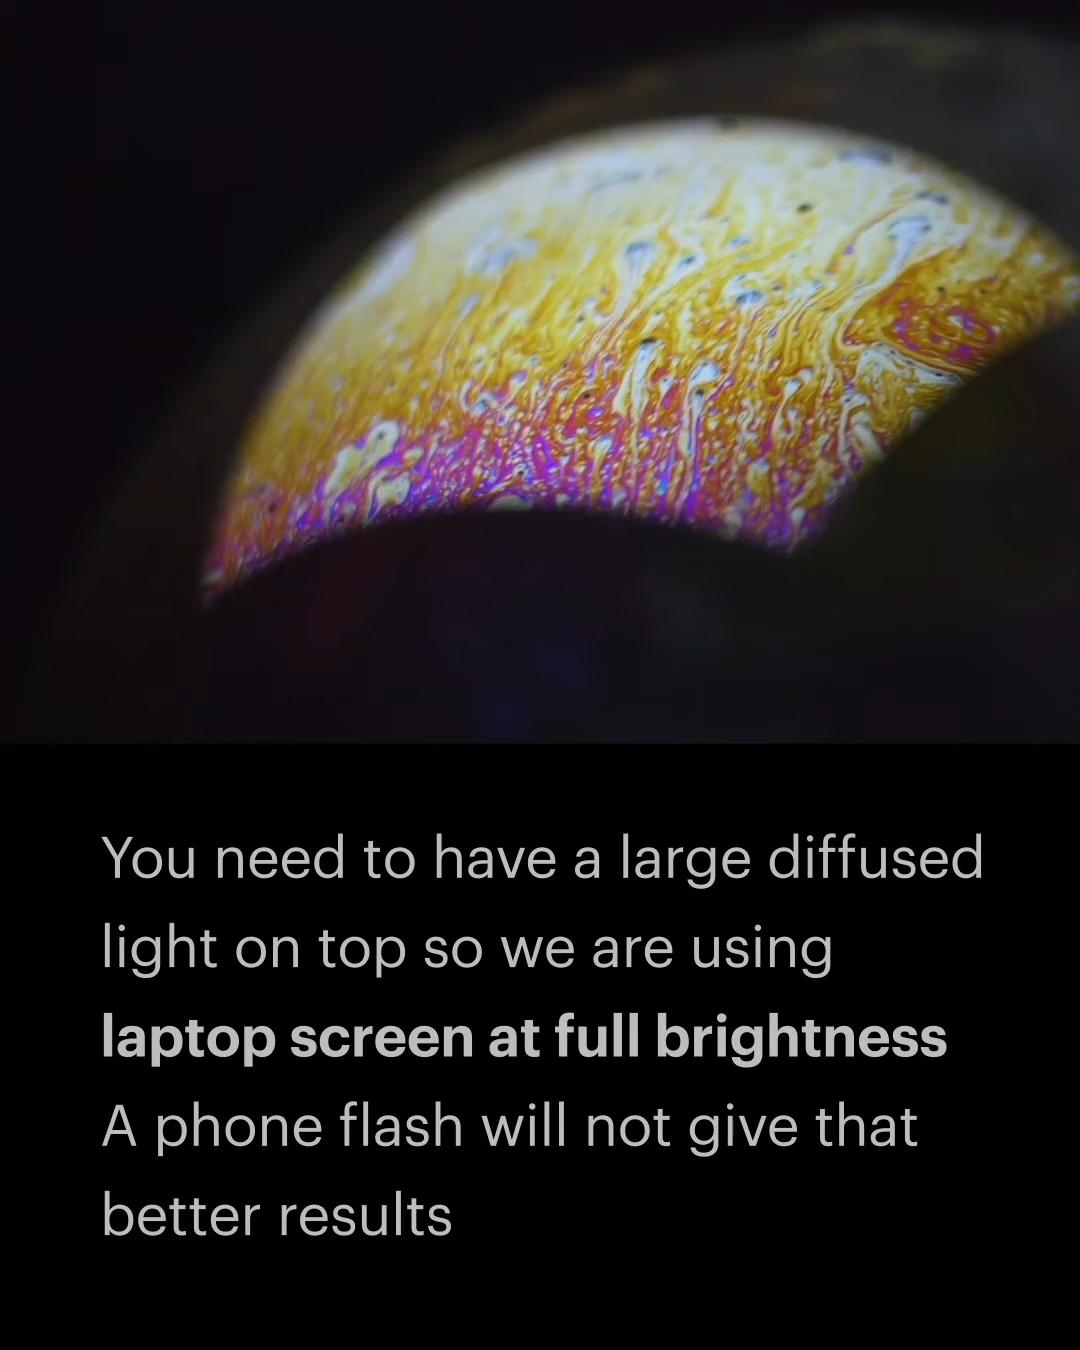 You need to have a large diffused
light on top so we are using
laptop screen at full brightness
A phone flash will not give that
better results